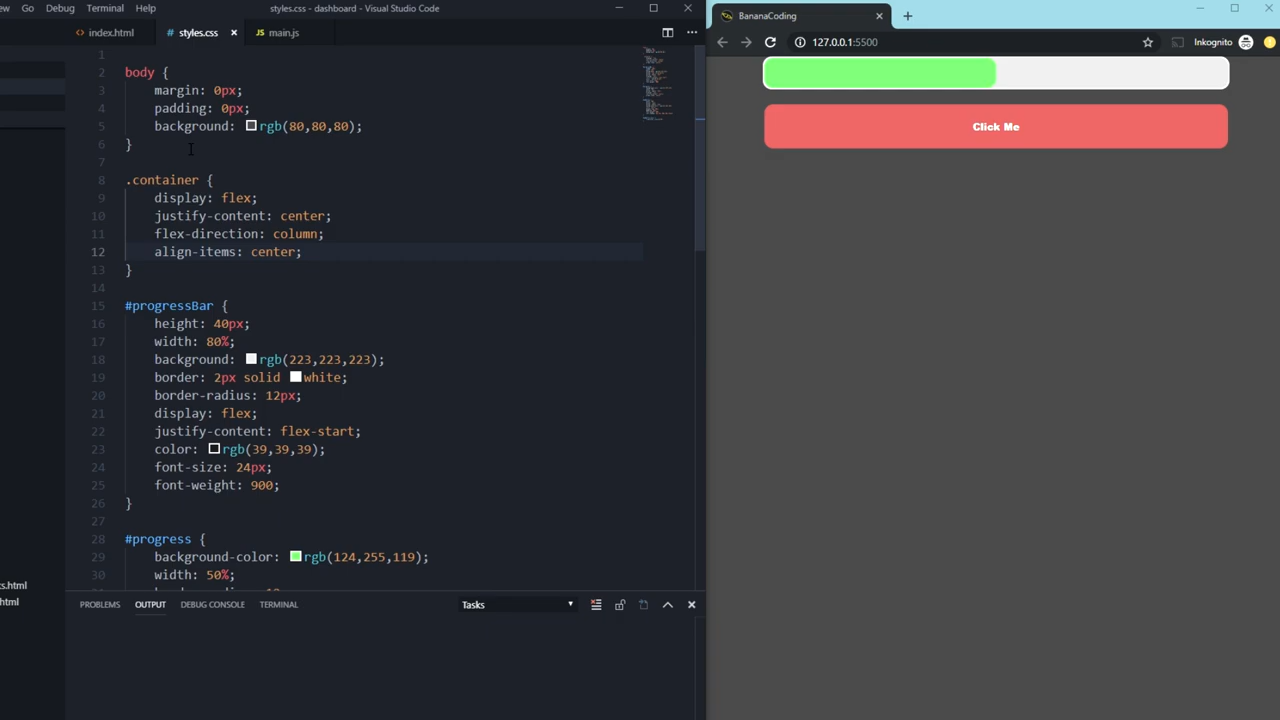 ew Go Debug Terminal Help
styles.css - dashboard - Visual Studio Code
index.html
styles.css
main.js
1
2 body {
3 margin: 0px;
4 padding: 0px;
5 background: rgb(80,80,80);
6 }
7
8 .container {
9 display: flex;
10 justify-content: center;
11 flex-direction: column;
12 align-items: center;
13 }
14
15 #progressBar {
16 height: 40px;
17 width: 80%;
18 background: rgb(223,223,223);
19 border: 2px solid white;
20 border-radius: 12px;
21 display: flex;
22 justify-content: flex-start;
23 color: rgb(39,39,39);
24 font-size: 24px;
25 font-weight: 900;
26 }
27
28 #progress {
29 background-color: rgb(124,255,119);
30 width: 50%;
s.html
html
PROBLEMS OUTPUT DEBUG CONSOLE TERMINAL
Tasks
BananaCoding
127.0.0.1:5500
Inkognito
Click Me